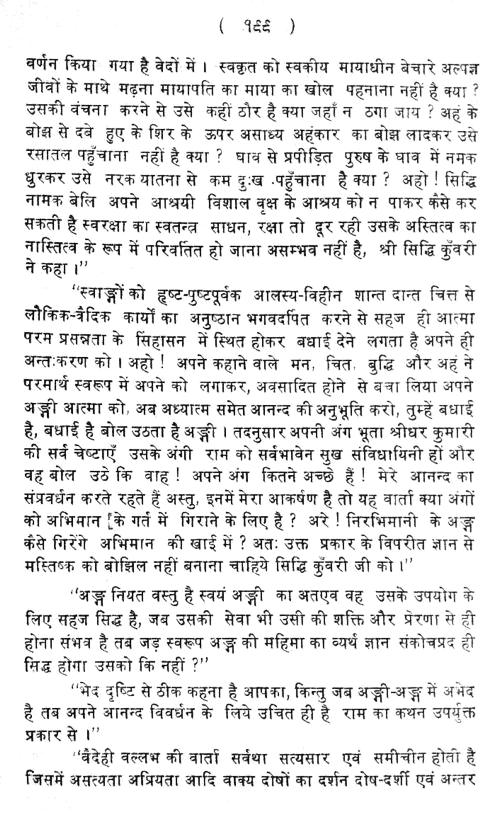 ( १९९ )
वर्णन किया गया है वेदों में । स्वकृत को स्वकीय मायाधीन बेचारे अल्पज्ञ
जीवों के माथे मढ़ना मायापति का माया का खोल पहनाना नहीं है क्या ?
उसकी वंचना करने से उसे कहीं ठौर है क्या जहाँ न ठगा जाय ? अहं के
बोझ से दबे हुए के शिर के ऊपर असाध्य अहंकार का बोझ लादकर उसे
रसातल पहुँचाना नहीं है क्या ? घाव से प्रपीड़ित पुरुष के घाव में नमक
धुरकर उसे नरक यातना से कम दुःख पहुँचाना है क्या ? अहो ! सिद्धि
नामक बेलि अपने आश्रयी विशाल वृक्ष के आश्रय को न पाकर कैसे कर
सकती है स्वरक्षा का स्वतन्त्र साधन, रक्षा तो दूर रही उसके अस्तित्व का
नास्तित्व के रूप में परिवर्तित हो जाना असम्भव नहीं है, श्री सिद्धि कुँवरी
ने कहा ।"
"स्वाङ्गों को हृष्ट-पुष्टपूर्वक आलस्य-विहीन शान्त दान्त चित्त से
लौकिक-वैदिक कार्यों का अनुष्ठान भगवदर्पित करने से सहज ही आत्मा
परम प्रसन्नता के सिंहासन में स्थित होकर बधाई देने लगता है अपने ही
अन्तःकरण को । अहो ! अपने कहाने वाले मन, चित, बुद्धि और अहं ने
परमार्थ स्वरूप में अपने को लगाकर, अवसादित होने से बचा लिया अपने
अङ्गी आत्मा को, अब अध्यात्म समेत आनन्द की अनुभूति करो, तुम्हें बधाई
है, बधाई है बोल उठता है अङ्गी । तदनुसार अपनी अंग भूता श्रीधर कुमारी
की सर्व चेष्टाएँ उसके अंगी राम को सर्वभावेन सुख संविधायिनी हों और
वह बोल उठे कि वाह ! अपने अंग कितने अच्छे हैं ! मेरे आनन्द का
संप्रवर्धन करते रहते हैं अस्तु, इनमें मेरा आकर्षण है तो यह वार्ता क्या अंगों
को अभिमान [के गर्त में गिराने के लिए है ? अरे ! निरभिमानी के अङ्ग
कैसे गिरेंगे अभिमान की खाई में ? अतः उक्त प्रकार के विपरीत ज्ञान से
मस्तिष्क को बोझिल नहीं बनाना चाहिये सिद्धि कुँवरी जी को ।"
"अङ्ग नियत वस्तु है स्वयं अङ्गी का अतएव वह उसके उपयोग के
लिए सहज सिद्ध है, जब उसकी सेवा भी उसी की शक्ति और प्रेरणा से ही
होना संभव है तब जड़ स्वरूप अङ्ग की महिमा का व्यर्थ ज्ञान संकोचप्रद ही
सिद्ध होगा उसको कि नहीं ?"
"भेद दृष्टि से ठीक कहना है आपका, किन्तु जब अङ्गी-अङ्ग में अभेद
है तब अपने आनन्द विवर्धन के लिये उचित ही है राम का कथन उपर्युक्त
प्रकार से ।"
"वैदेही वल्लभ की वार्ता सर्वथा सत्यसार एवं समीचीन होती है
जिसमें असत्यता अप्रियता आदि वाक्य दोषों का दर्शन दोष-दर्शी एवं अन्तर